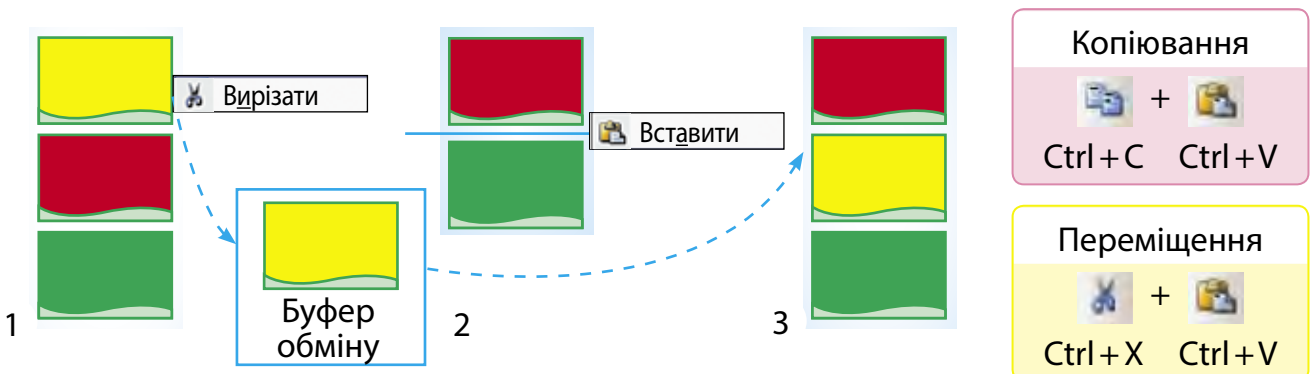 Вирізати
Вставити
Буфер
обміну
1
2
3
Копіювання
+
Ctrl + C Ctrl + V
Переміщення
+
Ctrl + X Ctrl + V